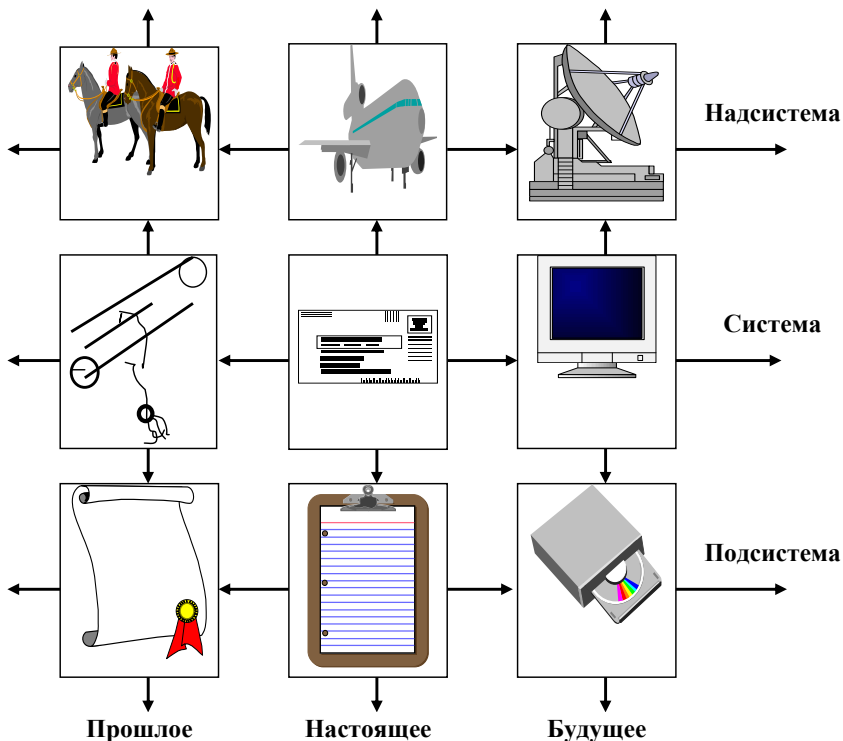 Надсистема
Система
Подсистема
Прошлое Настоящее Будущее